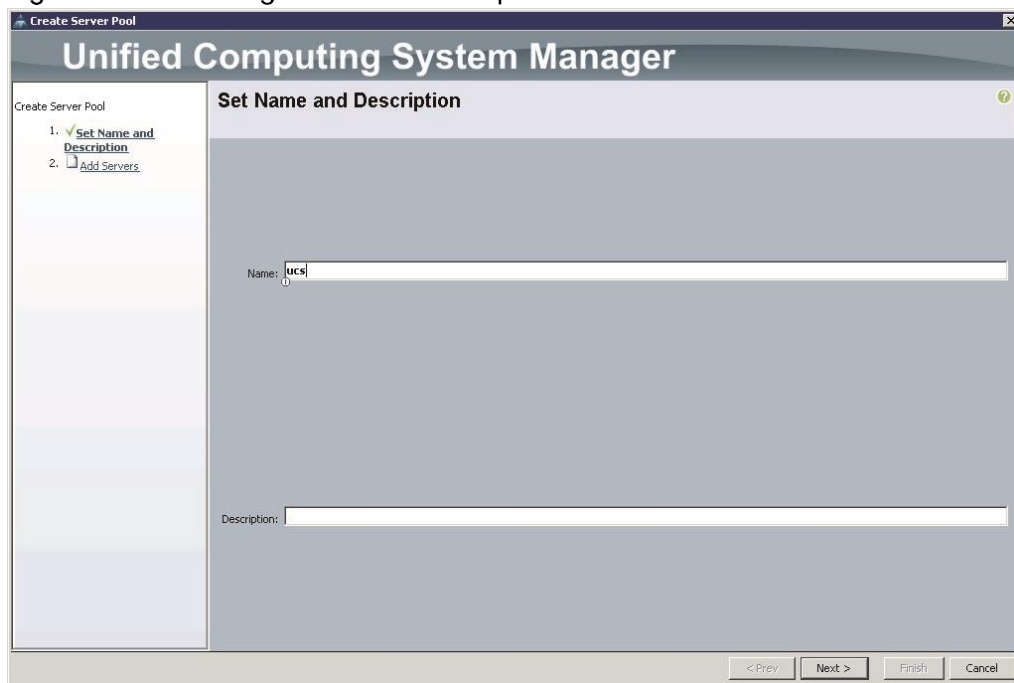 Create Server Pool
Unified Computing System Manager
Create Server Pool
1. Set Name and
Description
2. Add Servers
Set Name and Description
Name: ucs
Description:
< Prev
Next >
Finish
Cancel